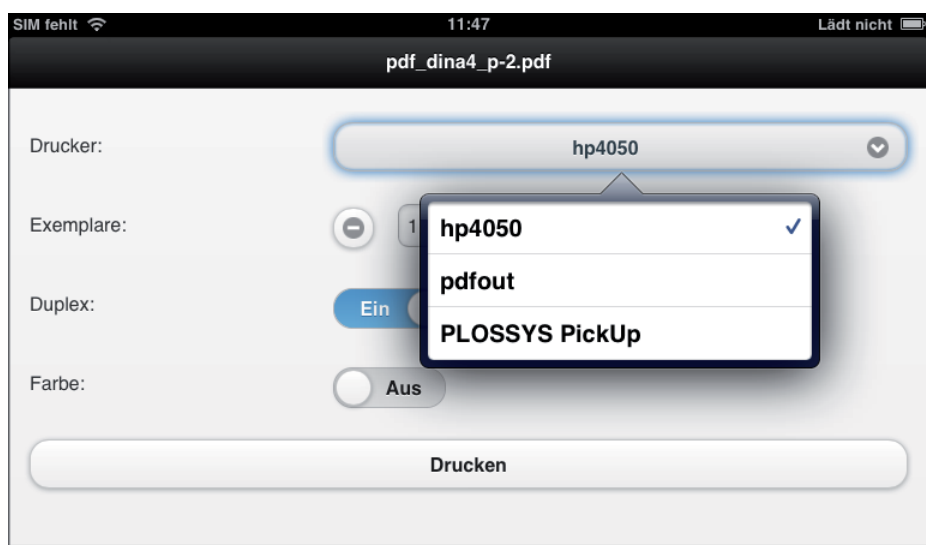 SIM fehlt 11:47 Lädt nicht
pdf_dina4_p-2.pdf
Drucker: hp4050
Exemplare: 1
hp4050
pdfout
PLOSSYS PickUp
Duplex: Ein
Farbe: Aus
Drucken